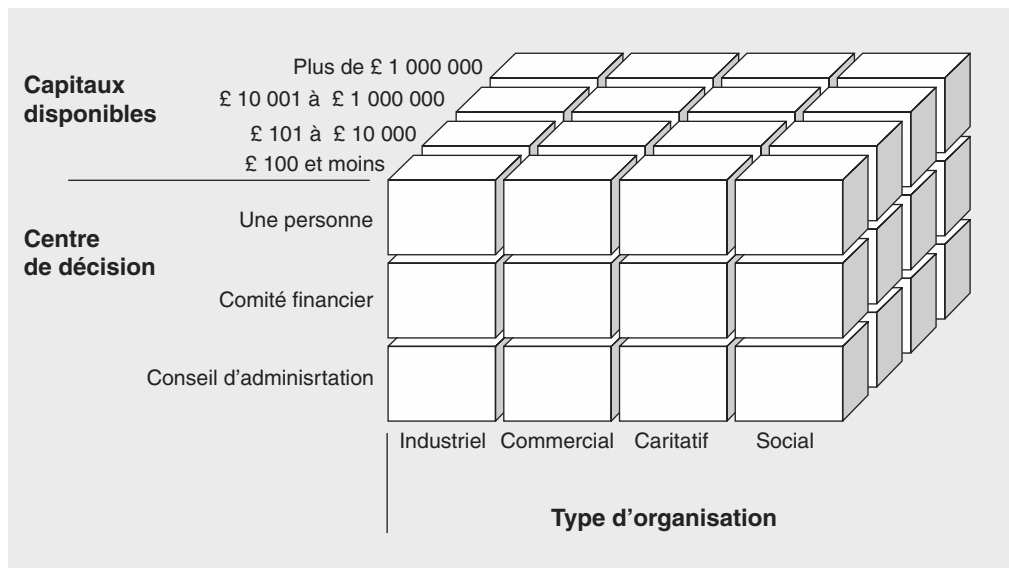 Capitaux
disponibles
Plus de £ 1 000 000
£ 10 001 à £ 1 000 000
£ 101 à £ 10 000
£ 100 et moins
Centre
de décision
Une personne
Comité financier
Conseil d’adminisrtation
Industriel Commercial Caritatif Social
Type d’organisation